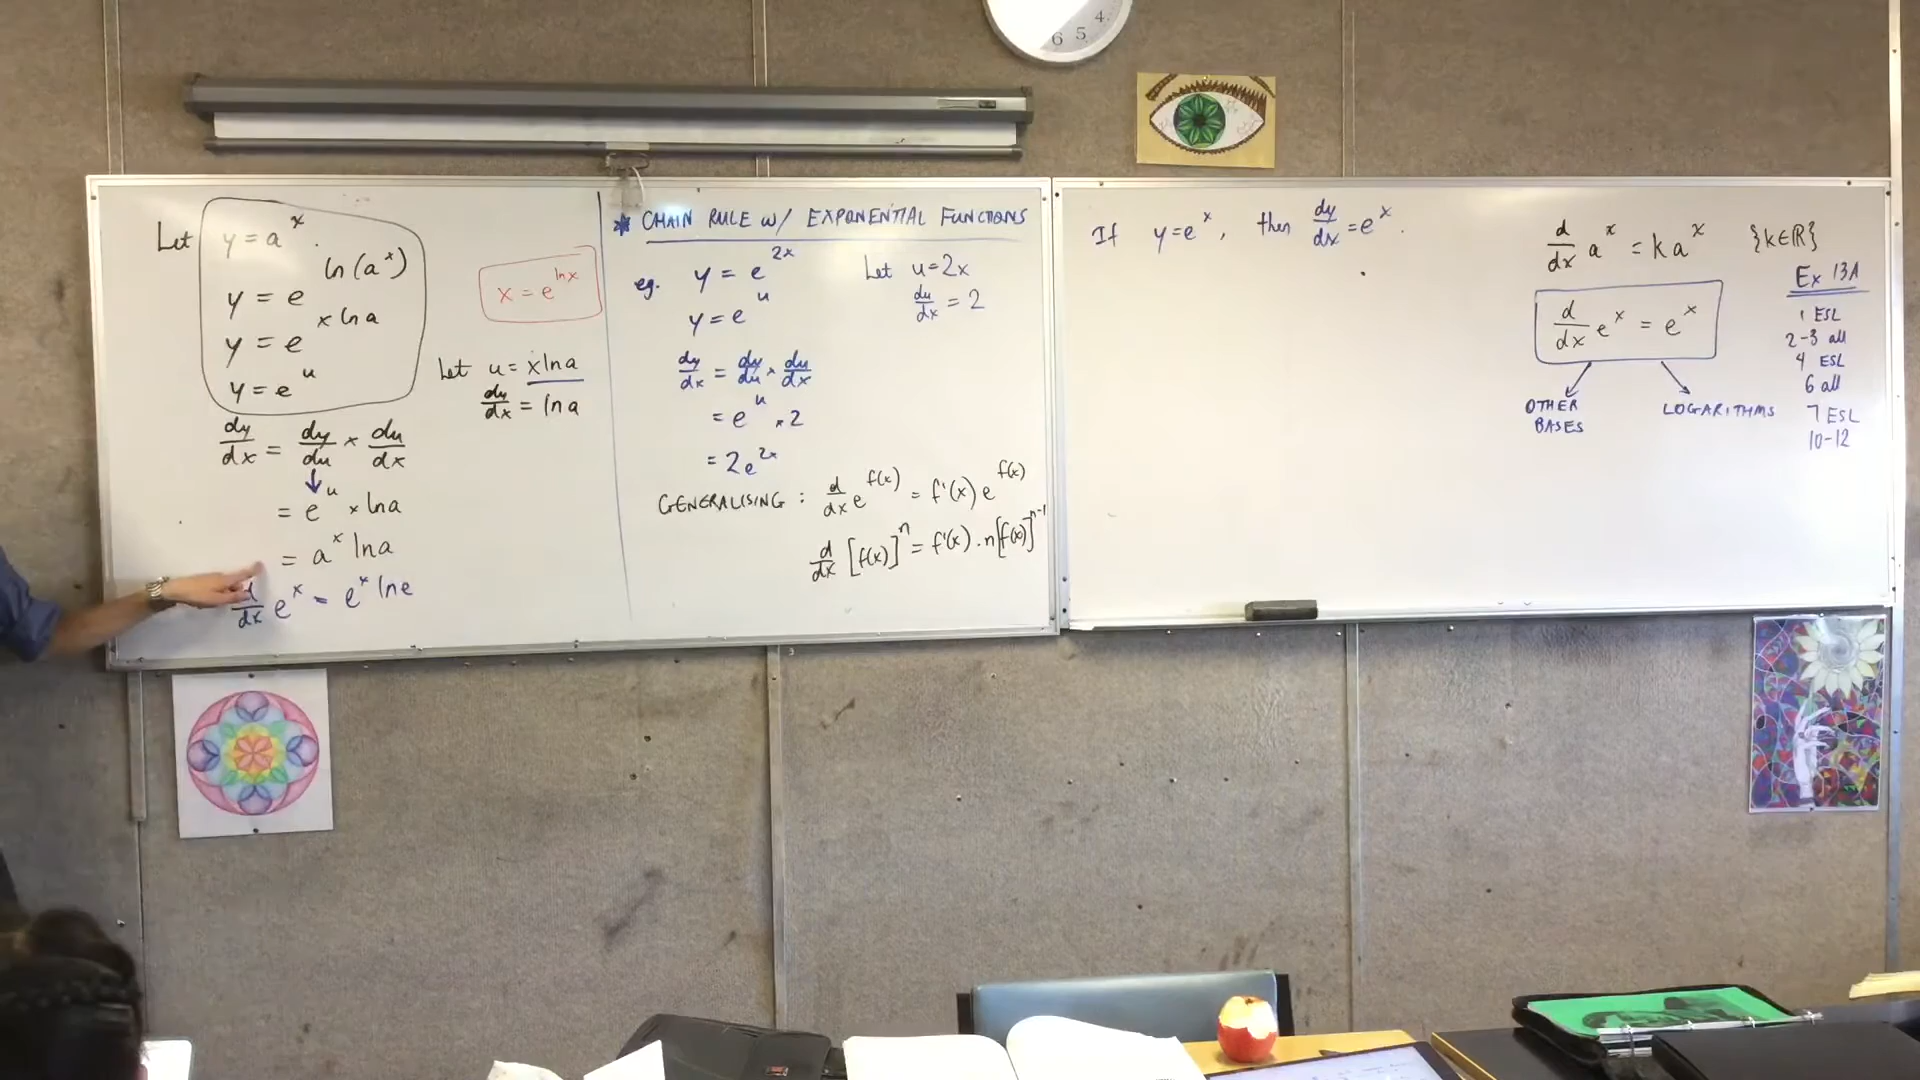 Let y = a^x
y = e^ln(a^x)
y = e^x ln a
y = e^u
dy/dx = dy/du × du/dx
= e^u × ln a
= a^x ln a
d/dx e^x = e^x ln e
x = e^ln x
Let u = x ln a
du/dx = ln a
* CHAIN RULE W/ EXPONENTIAL FUNCTIONS
eg. y = e^2x
y = e^u
Let u = 2x
du/dx = 2
dy/dx = dy/du × du/dx
= e^u × 2
= 2e^2x
GENERALISING : d/dx e^f(x) = f'(x) e^f(x)
d/dx [f(x)]^n = f'(x) . n[f(x)]^n-1
If y = e^x, then dy/dx = e^x.
d/dx a^x = k a^x {k∈ℝ}
d/dx e^x = e^x
OTHER BASES
LOGARITHMS
Ex 13A
1 ESL
2-3 all
4 ESL
6 all
7 ESL
10-12
6 5 4